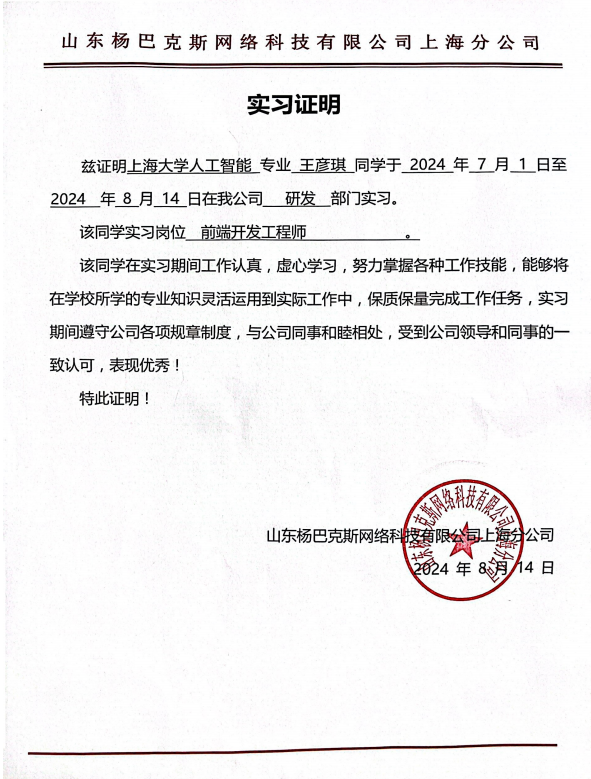 山东杨巴克斯网络科技有限公司上海分公司
实习证明
兹证明上海大学人工智能 专业 王彦琪 同学于 2024 年 7 月 1 日至
2024 年 8 月 14 日在我公司 研发 部门实习。
该同学实习岗位 前端开发工程师 。
该同学在实习期间工作认真，虚心学习，努力掌握各种工作技能，能够将
在学校所学的专业知识灵活运用到实际工作中，保质保量完成工作任务，实习
期间遵守公司各项规章制度，与公司同事和睦相处，受到公司领导和同事的一
致认可，表现优秀！
特此证明！
山东杨巴克斯网络科技有限公司上海分公司
山东杨巴克斯网络科技有限公司上海分公司
2024 年 8 月 14 日